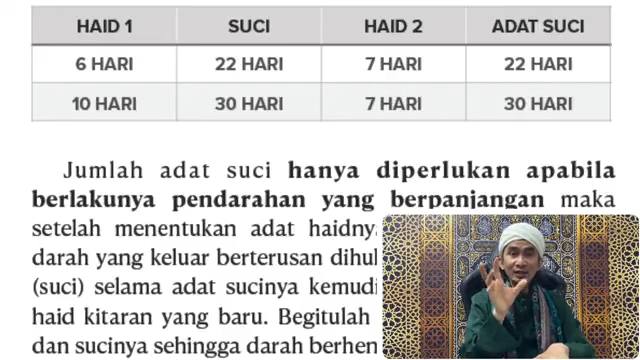 HAID 1 SUCI HAID 2 ADAT SUCI
6 HARI 22 HARI 7 HARI 22 HARI
10 HARI 30 HARI 7 HARI 30 HARI
Jumlah adat suci hanya diperlukan apabila
berlakunya pendarahan yang berpanjangan maka
setelah menentukan adat haidnya
darah yang keluar berterusan
(suci) selama adat sucinya
haid kitaran yang baru. Begitulah
dan sucinya sehingga darah